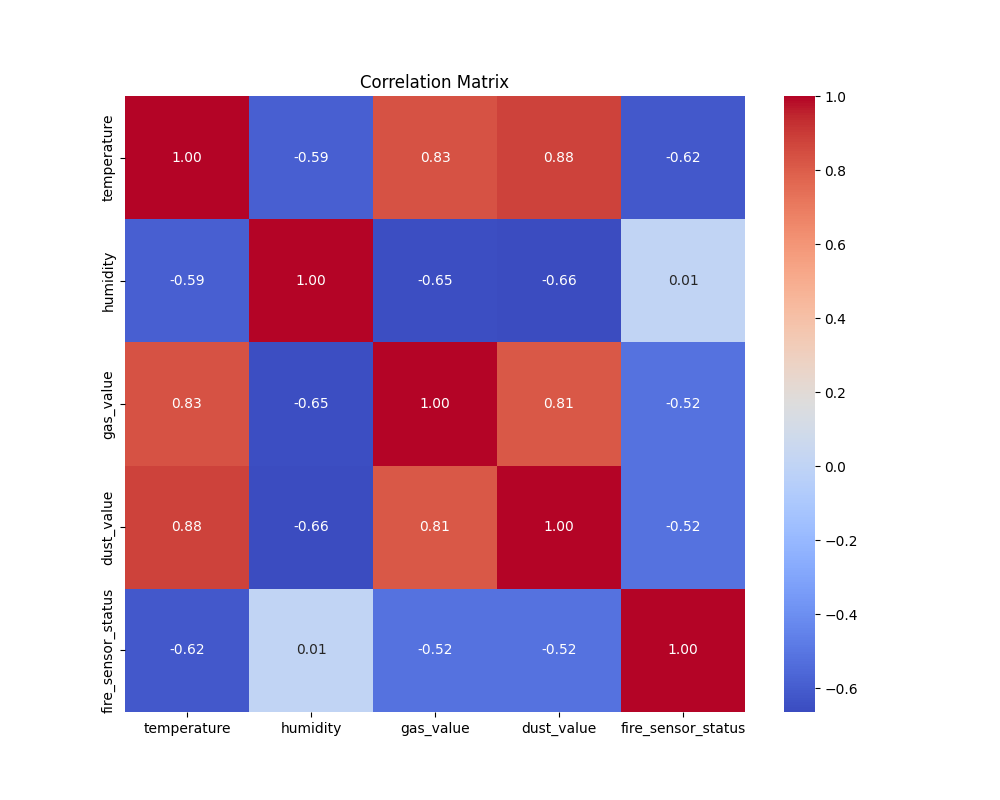 Correlation Matrix
temperature 1.00 -0.59 0.83 0.88 -0.62
humidity -0.59 1.00 -0.65 -0.66 0.01
gas_value 0.83 -0.65 1.00 0.81 -0.52
dust_value 0.88 -0.66 0.81 1.00 -0.52
fire_sensor_status -0.62 0.01 -0.52 -0.52 1.00
temperature humidity gas_value dust_value fire_sensor_status
1.0
0.8
0.6
0.4
0.2
0.0
−0.2
−0.4
−0.6